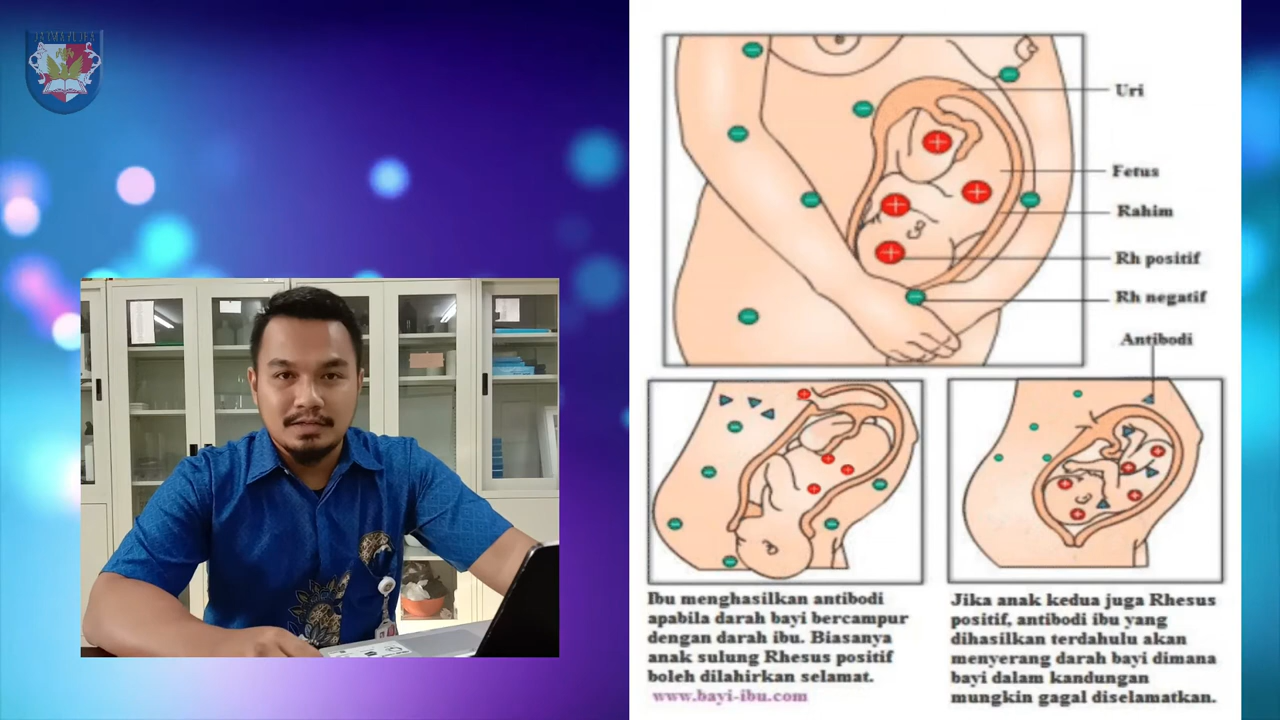 Uri
Fetus
Rahim
Rh positif
Rh negatif
Antibodi
Ibu menghasilkan antibodi
apabila darah bayi bercampur
dengan darah ibu. Biasanya
anak sulung Rhesus positif
boleh dilahirkan selamat.
www.bayi-ibu.com
Jika anak kedua juga Rhesus
positif, antibodi ibu yang
dihasilkan terdahulu akan
menyerang darah bayi dimana
bayi dalam kandungan
mungkin gagal diselamatkan.